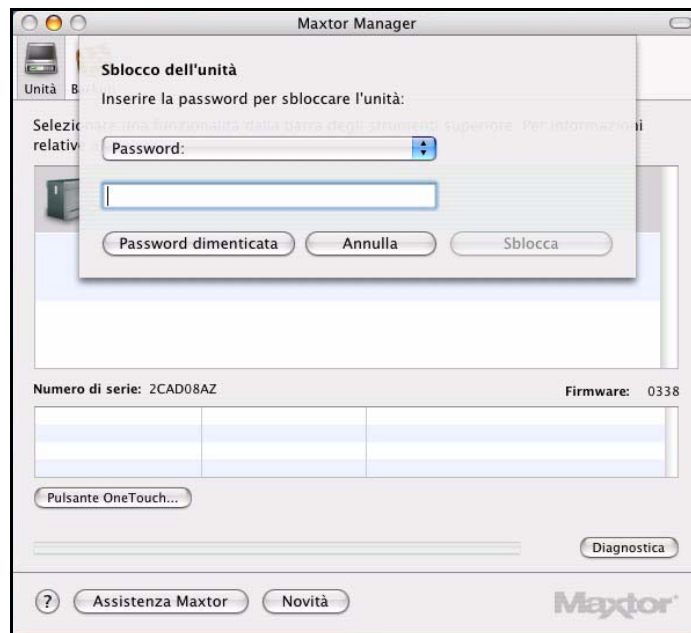 Maxtor Manager
Sblocco dell'unità
Inserire la password per sbloccare l'unità:
Unità
Password:
Password dimenticata
Annulla
Sblocca
Numero di serie: 2CAD08AZ
Firmware: 0338
Pulsante OneTouch...
Diagnostica
?
Assistenza Maxtor
Novità
Maxtor